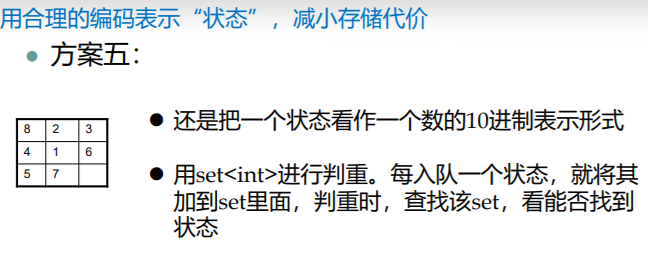 用合理的编码表示“状态”，减小存储代价
方案五：
8 2 3
4 1 6
5 7
还是把一个状态看作一个数的10进制表示形式
用set<int>进行判重。每入队一个状态，就将其
加到set里面，判重时，查找该set，看能否找到
状态